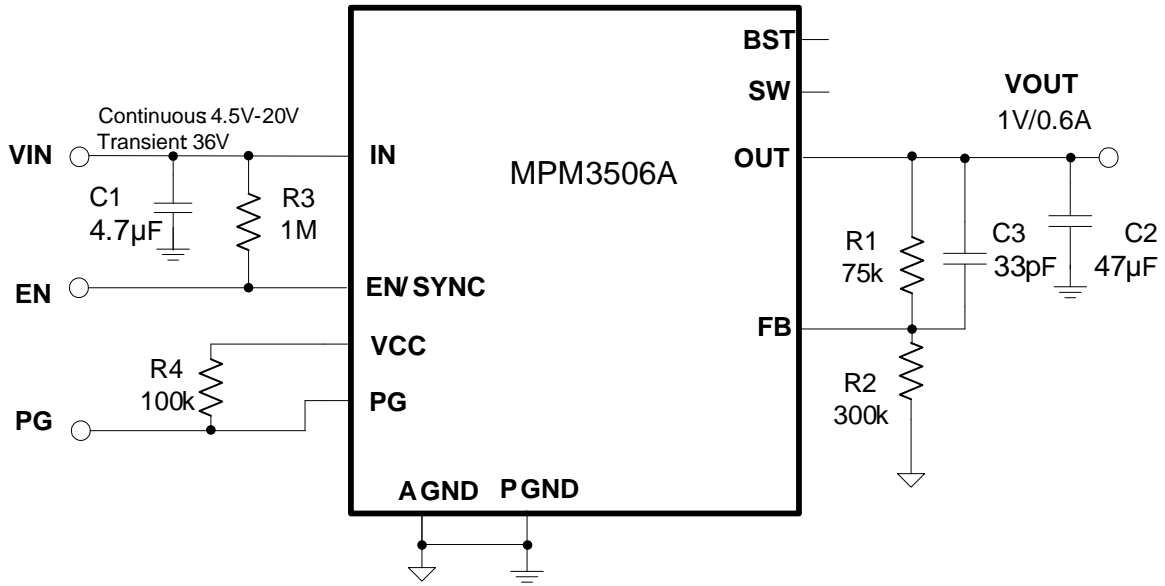 BST
SW
Continuous: 4.5V-20V
Transient 36V
VOUT
1V/0.6A
VIN
IN
OUT
MPM3506A
C1
4.7µF
R3
1M
R1
75k
C3
33pF
C2
47µF
EN
EN/SYNC
FB
VCC
R4
100k
PG
PG
R2
300k
AGND
PGND